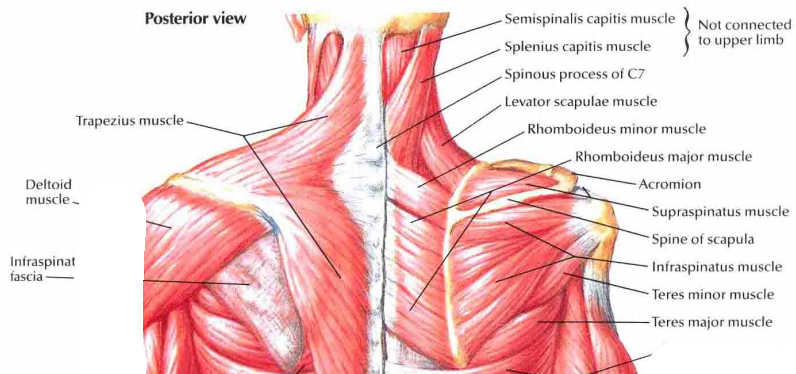 Posterior view
Semispinalis capitis muscle
Splenius capitis muscle
Not connected
to upper limb
Spinous process of C7
Levator scapulae muscle
Trapezius muscle
Rhomboideus minor muscle
Rhomboideus major muscle
Acromion
Deltoid
muscle
Supraspinatus muscle
Spine of scapula
Infraspinat
fascia
Infraspinatus muscle
Teres minor muscle
Teres major muscle